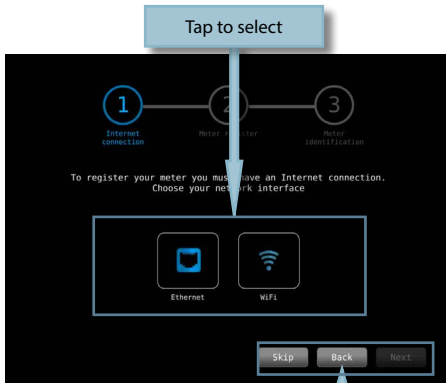 Tap to select
1
2
3
Internet
connection
Meter register
Meter
identification
To register your meter you must have an Internet connection.
Choose your network interface
Ethernet
WiFi
Skip
Back
Next